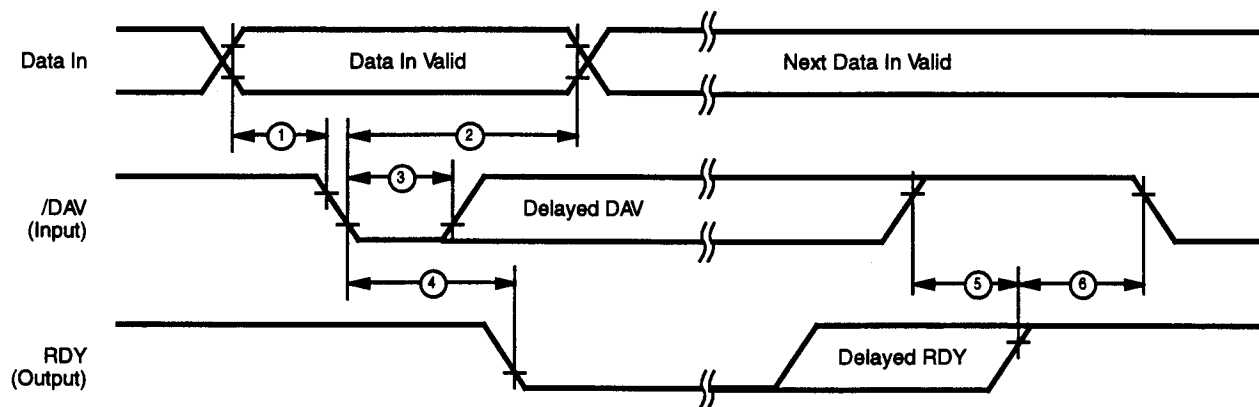 Data In
Data In Valid
Next Data In Valid
1
2
3
/DAV
(Input)
Delayed DAV
4
5
6
RDY
(Output)
Delayed RDY